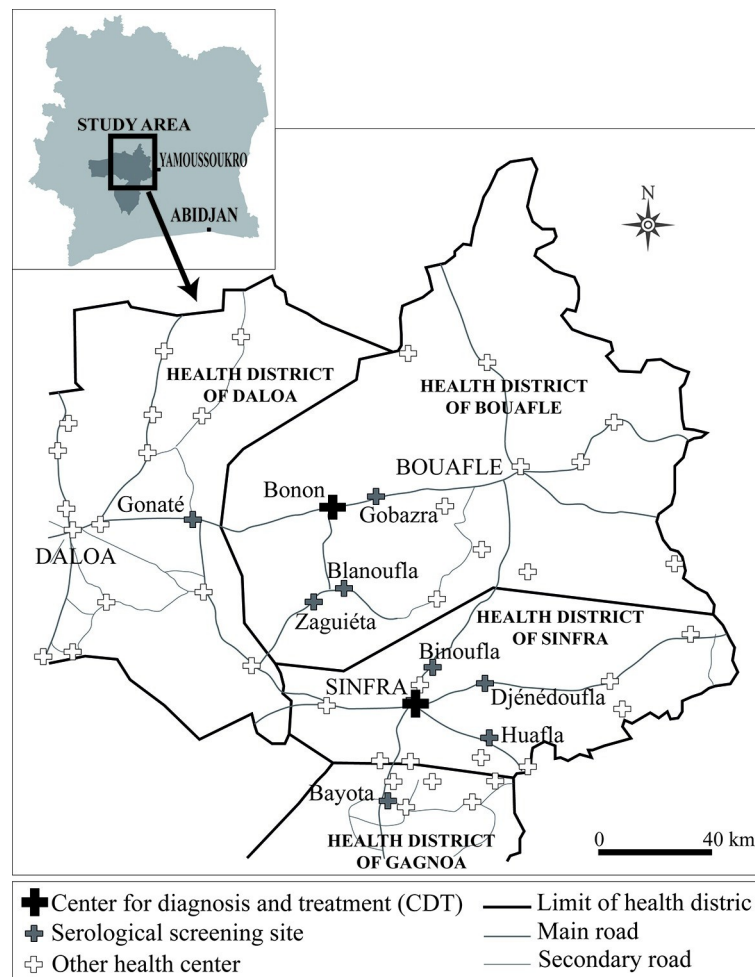 STUDY AREA
YAMOUSSOUKRO
ABIDJAN
N
HEALTH DISTRICT
OF DALOA
HEALTH DISTRICT
OF BOUAFLE
BOUAFLE
Bonon
Gobazra
Gonaté
DALOA
Blanoufla
Zaguiéta
HEALTH DISTRICT
OF SINFRA
Binoufla
SINFRA
Djénédoufla
Huafla
Bayota
HEALTH DISTRICT
OF GAGNOA
0 40 km
Center for diagnosis and treatment (CDT)
Serological screening site
Other health center
Limit of health distric
Main road
Secondary road